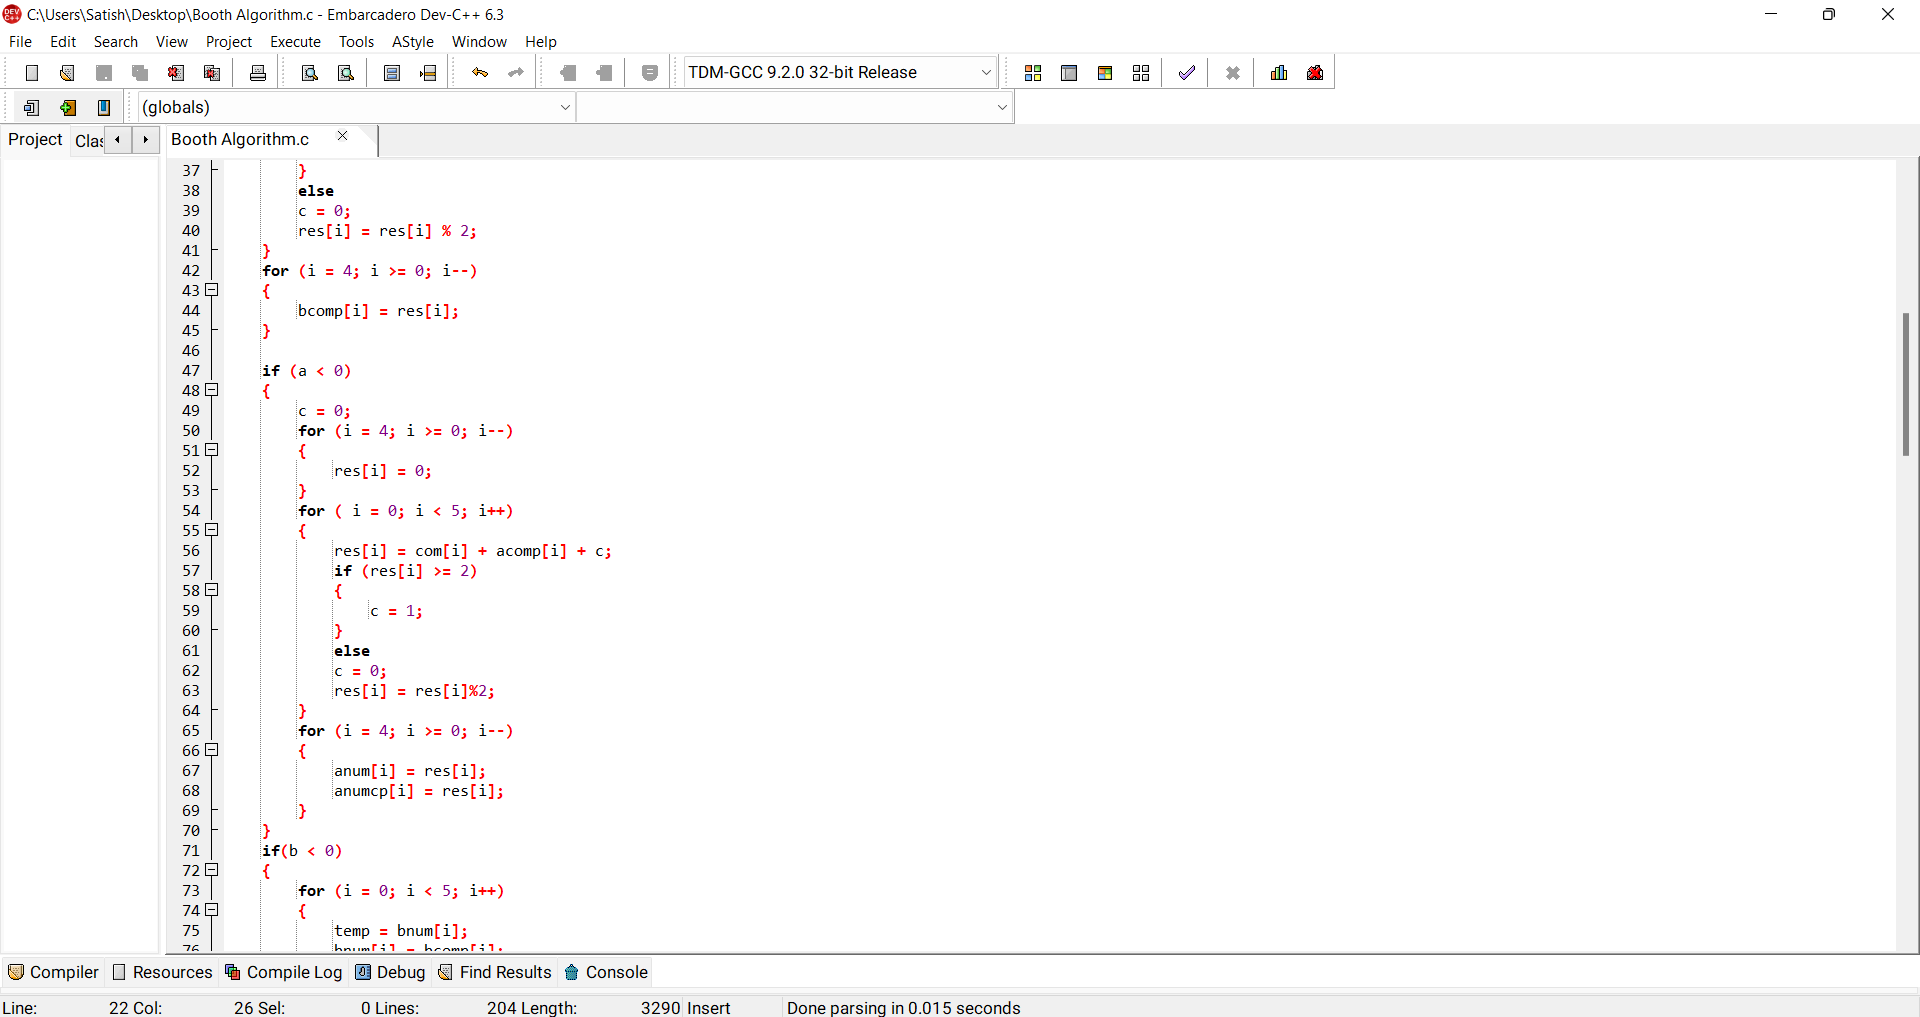 C:\Users\Satish\Desktop\Booth Algorithm.c - Embarcadero Dev-C++ 6.3
File Edit Search View Project Execute Tools AStyle Window Help
TDM-GCC 9.2.0 32-bit Release
(globals)
Project Clas Booth Algorithm.c
37 }
38 else
39 c = 0;
40 res[i] = res[i] % 2;
41 }
42 for (i = 4; i >= 0; i--)
43 {
44 bcomp[i] = res[i];
45 }
46
47 if (a < 0)
48 {
49 c = 0;
50 for (i = 4; i >= 0; i--)
51 {
52 res[i] = 0;
53 }
54 for ( i = 0; i < 5; i++)
55 {
56 res[i] = com[i] + acomp[i] + c;
57 if (res[i] >= 2)
58 {
59 c = 1;
60 }
61 else
62 c = 0;
63 res[i] = res[i]%2;
64 }
65 for (i = 4; i >= 0; i--)
66 {
67 anum[i] = res[i];
68 anumcp[i] = res[i];
69 }
70 }
71 if(b < 0)
72 {
73 for (i = 0; i < 5; i++)
74 {
75 temp = bnum[i];
76 bnum[i] = bcomp[i];
Compiler Resources Compile Log Debug Find Results Console
Line: 22 Col: 26 Sel: 0 Lines: 204 Length: 3290 Insert Done parsing in 0.015 seconds